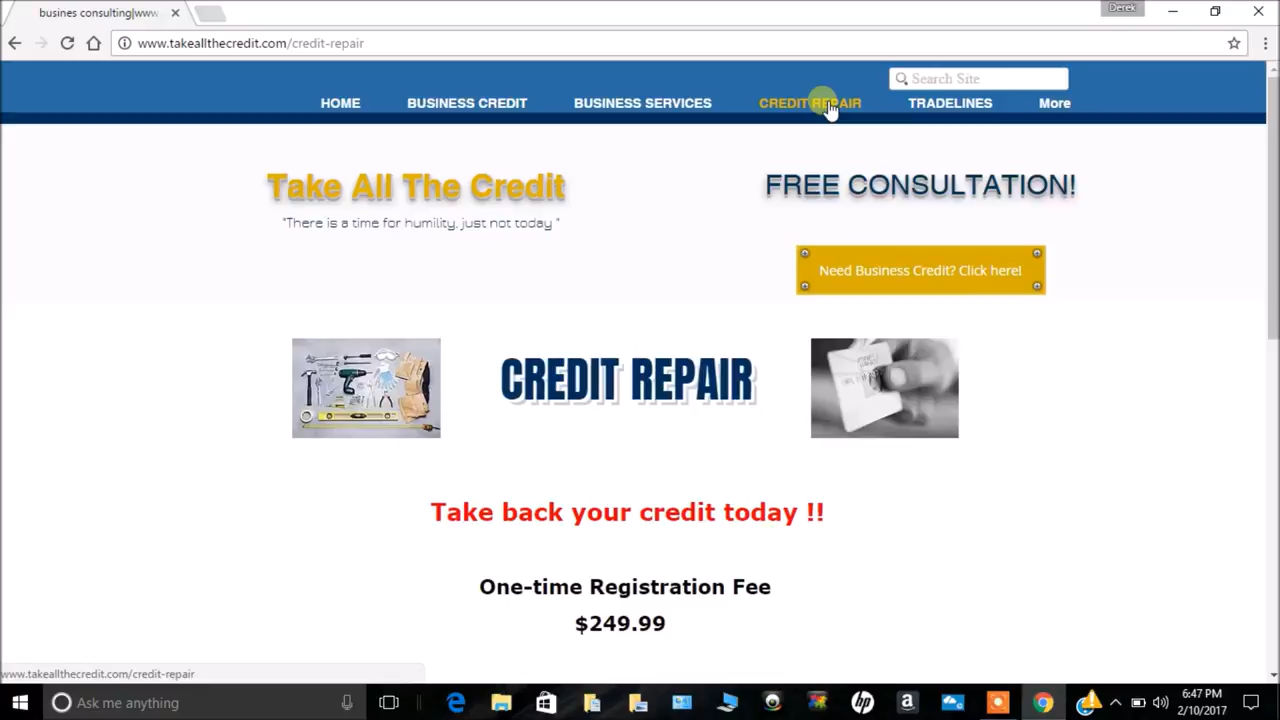 busines consulting|www
Derek
www.takeallthecredit.com/credit-repair
Search Site
HOME BUSINESS CREDIT BUSINESS SERVICES CREDIT REPAIR TRADELINES More
Take All The Credit
FREE CONSULTATION!
"There is a time for humility, just not today "
Need Business Credit? Click here!
CREDIT REPAIR
Take back your credit today !!
One-time Registration Fee
$249.99
www.takeallthecredit.com/credit-repair
Ask me anything
6:47 PM
2/10/2017